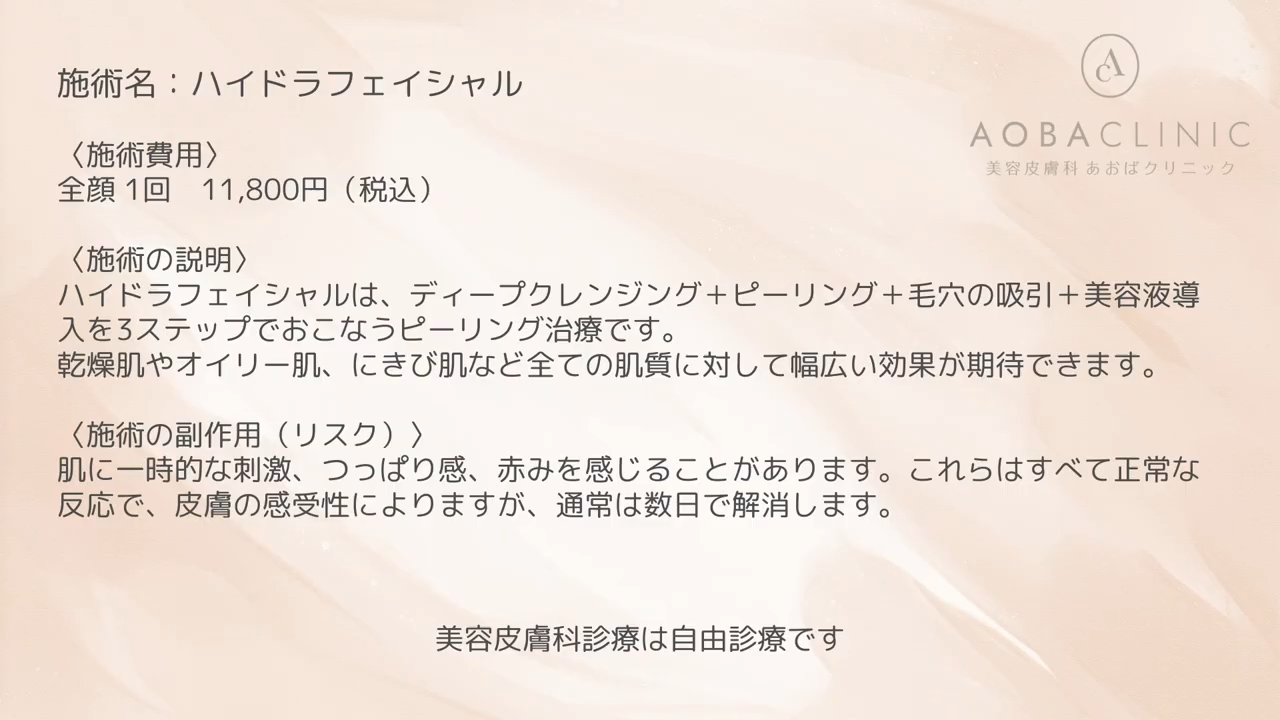 施術名：ハイドラフェイシャル
CA
AOBACLINIC
美容皮膚科 あおばクリニック
〈施術費用〉
全顔 1回　11,800円（税込）
〈施術の説明〉
ハイドラフェイシャルは、ディープクレンジング＋ピーリング＋毛穴の吸引＋美容液導
入を3ステップでおこなうピーリング治療です。
乾燥肌やオイリー肌、にきび肌など全ての肌質に対して幅広い効果が期待できます。
〈施術の副作用（リスク）〉
肌に一時的な刺激、つっぱり感、赤みを感じることがあります。これらはすべて正常な
反応で、皮膚の感受性によりますが、通常は数日で解消します。
美容皮膚科診療は自由診療です